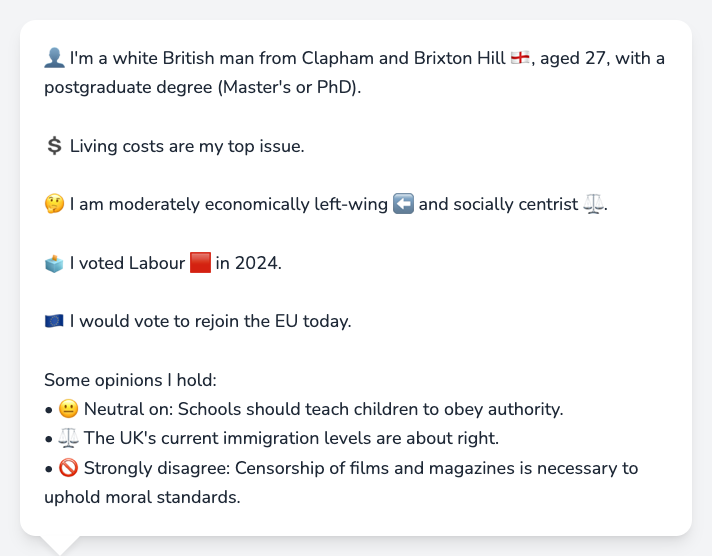 👤 I'm a white British man from Clapham and Brixton Hill 🏴󠁧󠁢󠁥󠁮󠁧󠁿, aged 27, with a
postgraduate degree (Master's or PhD).
💲 Living costs are my top issue.
🤔 I am moderately economically left-wing ⬅️ and socially centrist ⚖️.
🗳️ I voted Labour 🟥 in 2024.
🇪🇺 I would vote to rejoin the EU today.
Some opinions I hold:
• 😐 Neutral on: Schools should teach children to obey authority.
• ⚖️ The UK's current immigration levels are about right.
• 🚫 Strongly disagree: Censorship of films and magazines is necessary to
uphold moral standards.